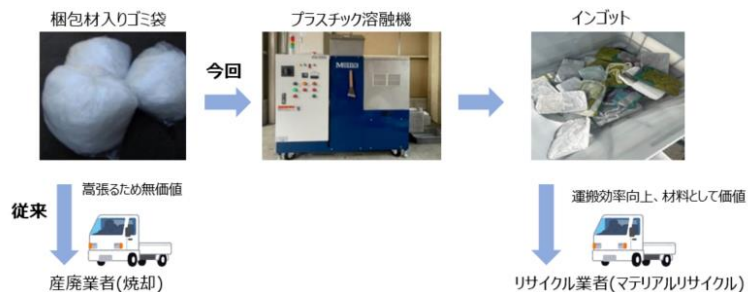 梱包材入りゴミ袋
プラスチック溶融機
インゴット
今回
従来
嵩張るため無価値
運搬効率向上、材料として価値
産廃業者(焼却)
リサイクル業者(マテリアルリサイクル)